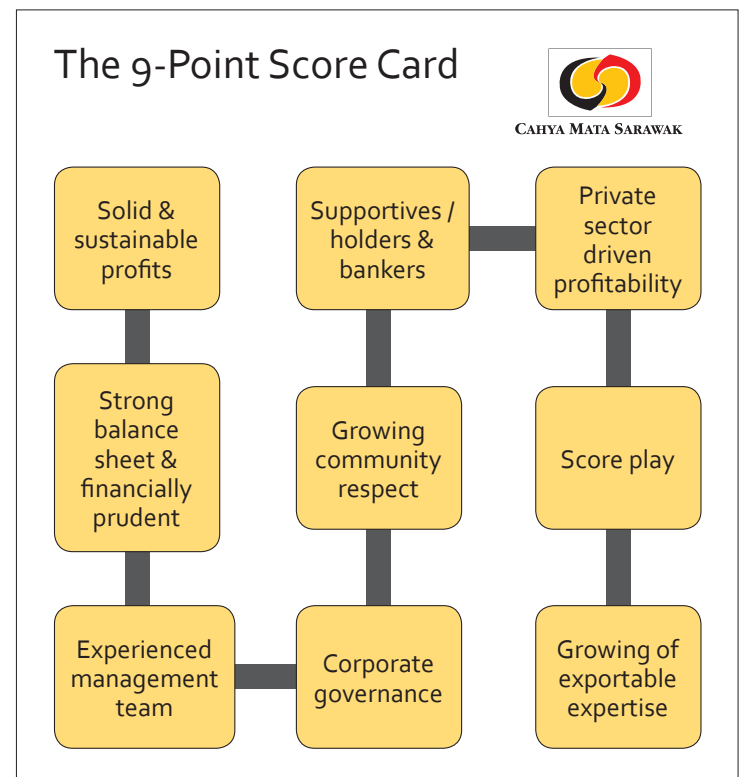 The 9-Point Score Card
CAHYA MATA SARAWAK
Solid &
sustainable
profits
Strong
balance
sheet &
financially
prudent
Experienced
management
team
Corporate
governance
Growing
community
respect
Supportives /
holders &
bankers
Private
sector
driven
profitability
Score play
Growing of
exportable
expertise